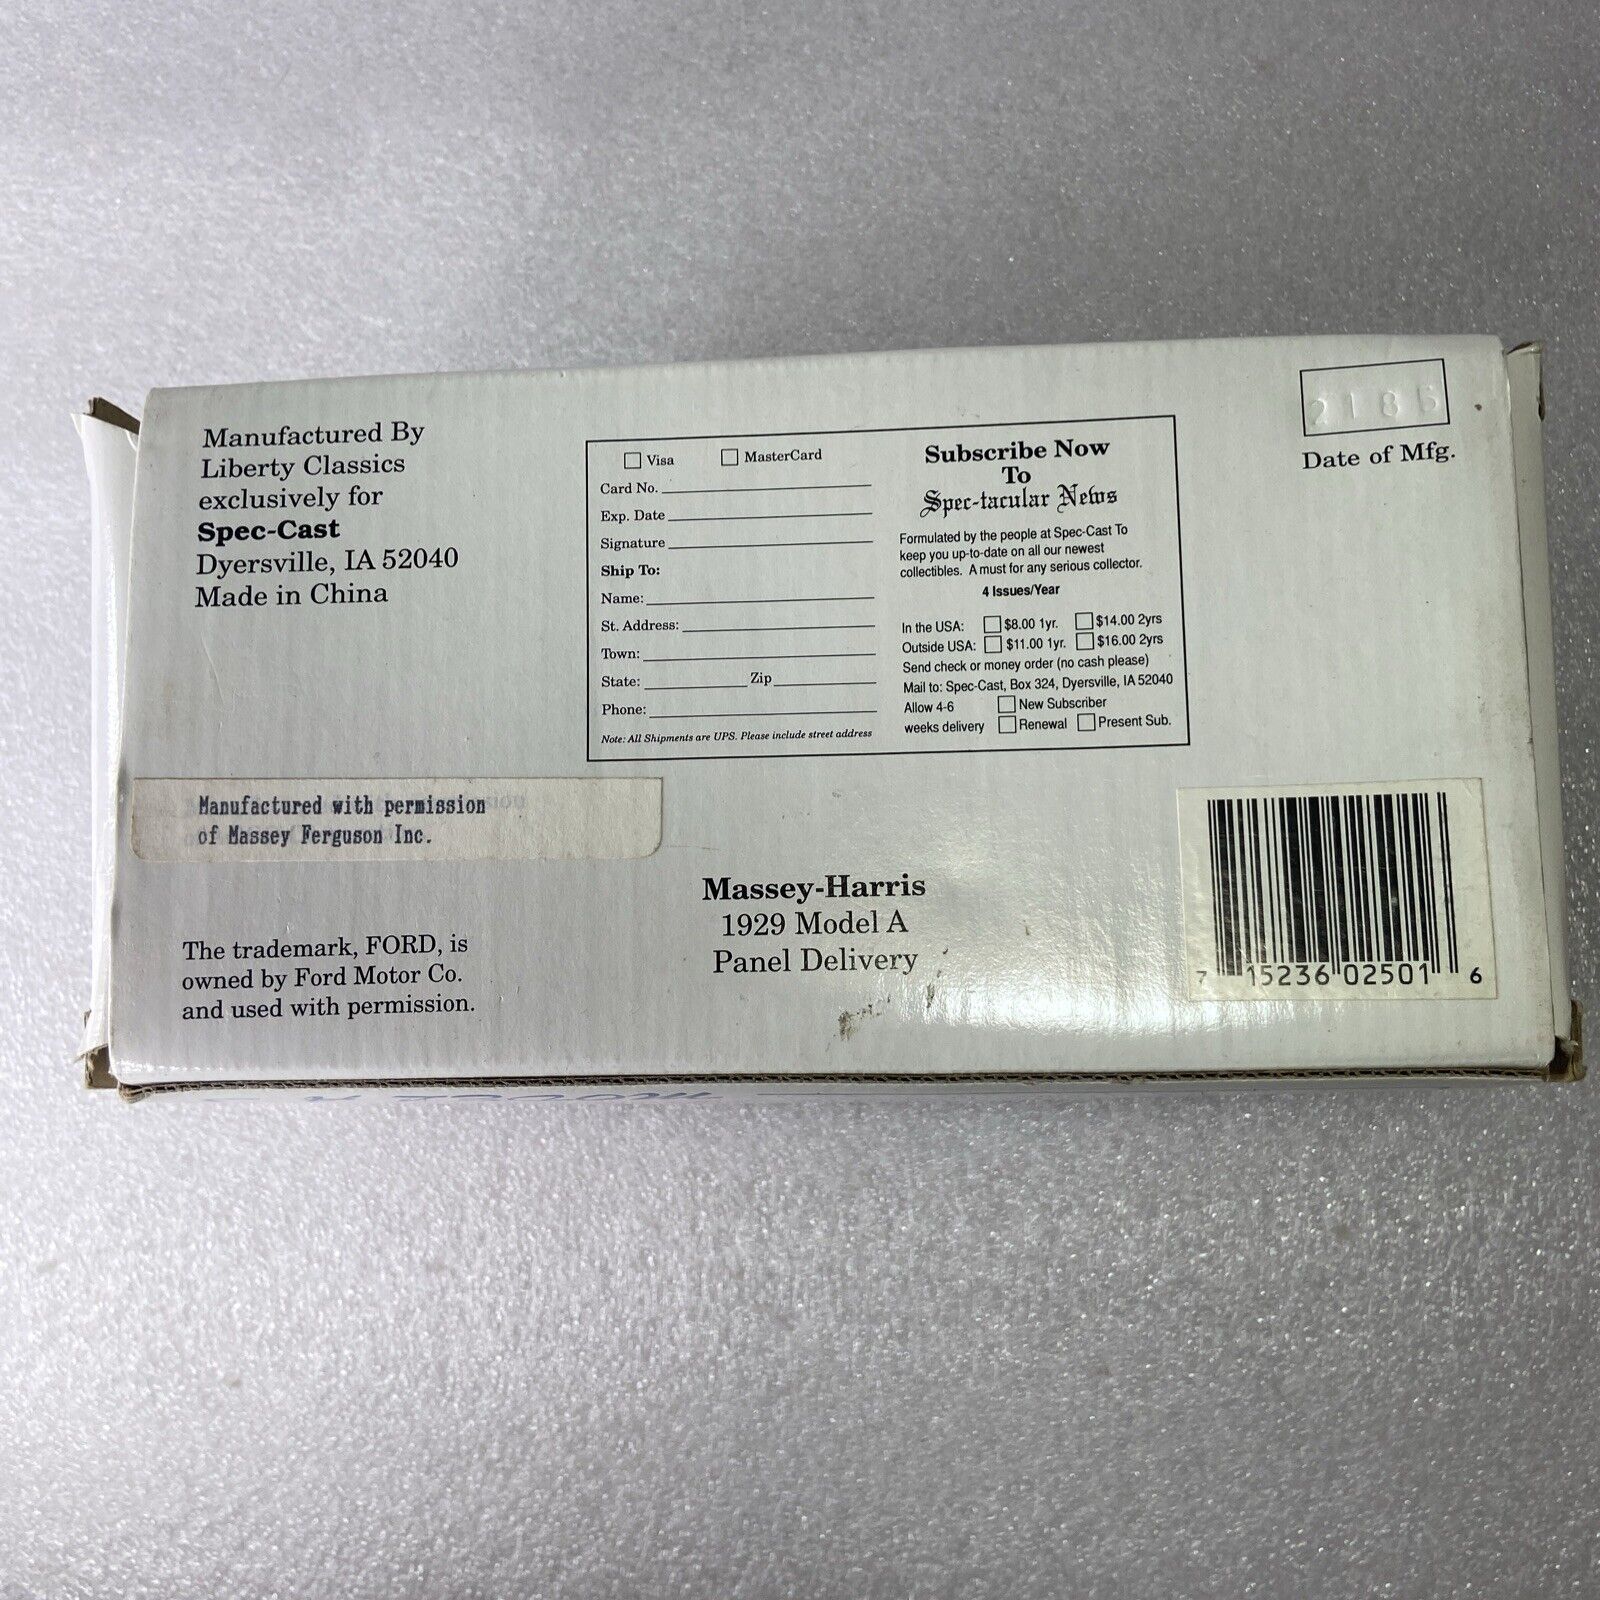 Manufactured By
Liberty Classics
exclusively for
Spec-Cast
Dyersville, IA 52040
Made in China
Visa MasterCard
Card No.
Exp. Date
Signature
Ship To:
Name:
St. Address:
Town:
State: Zip
Phone:
Note: All Shipments are UPS. Please include street address
Subscribe Now
To
Spec-tacular News
Formulated by the people at Spec-Cast To
keep you up-to-date on all our newest
collectibles. A must for any serious collector.
4 Issues/Year
In the USA: $8.00 1yr. $14.00 2yrs
Outside USA: $11.00 1yr. $16.00 2yrs
Send check or money order (no cash please)
Mail to: Spec-Cast, Box 324, Dyersville, IA 52040
Allow 4-6 New Subscriber
weeks delivery Renewal Present Sub.
Date of Mfg.
Manufactured with permission
of Massey Ferguson Inc.
The trademark, FORD, is
owned by Ford Motor Co.
and used with permission.
Massey-Harris
1929 Model A
Panel Delivery
7 15236 02501 6